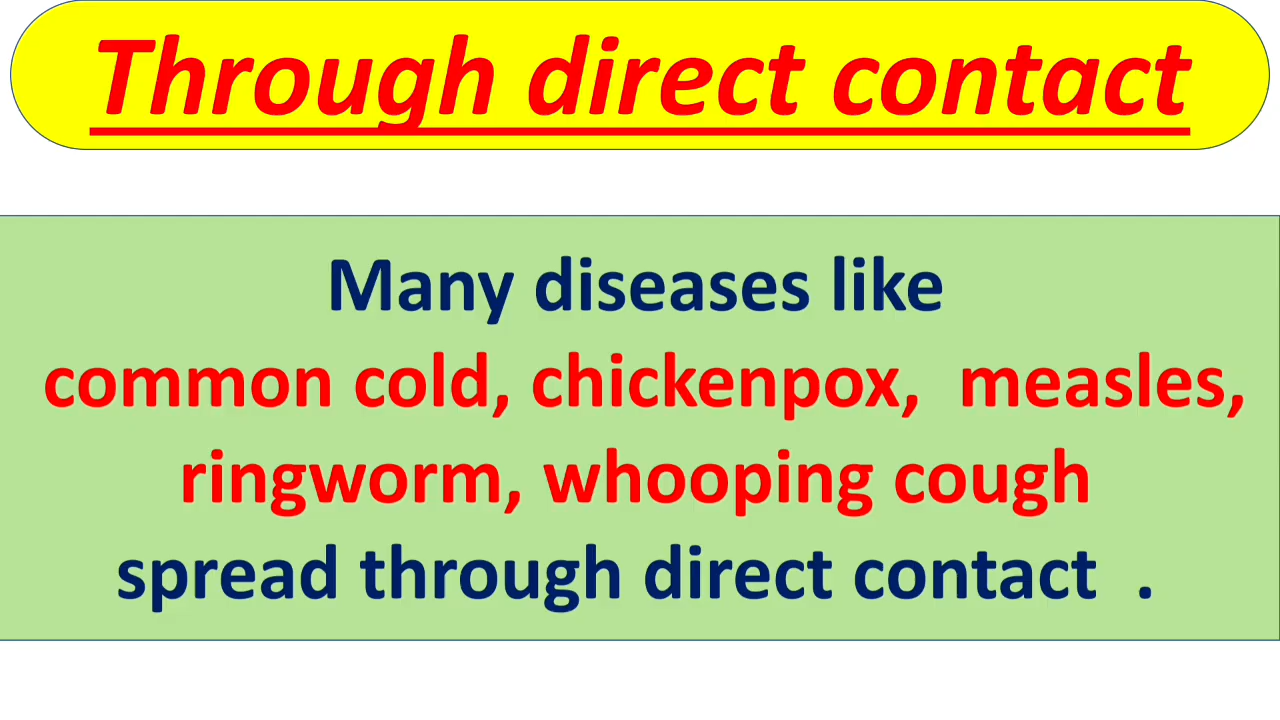 Through direct contact
Many diseases like
common cold, chickenpox, measles,
ringworm, whooping cough
spread through direct contact .